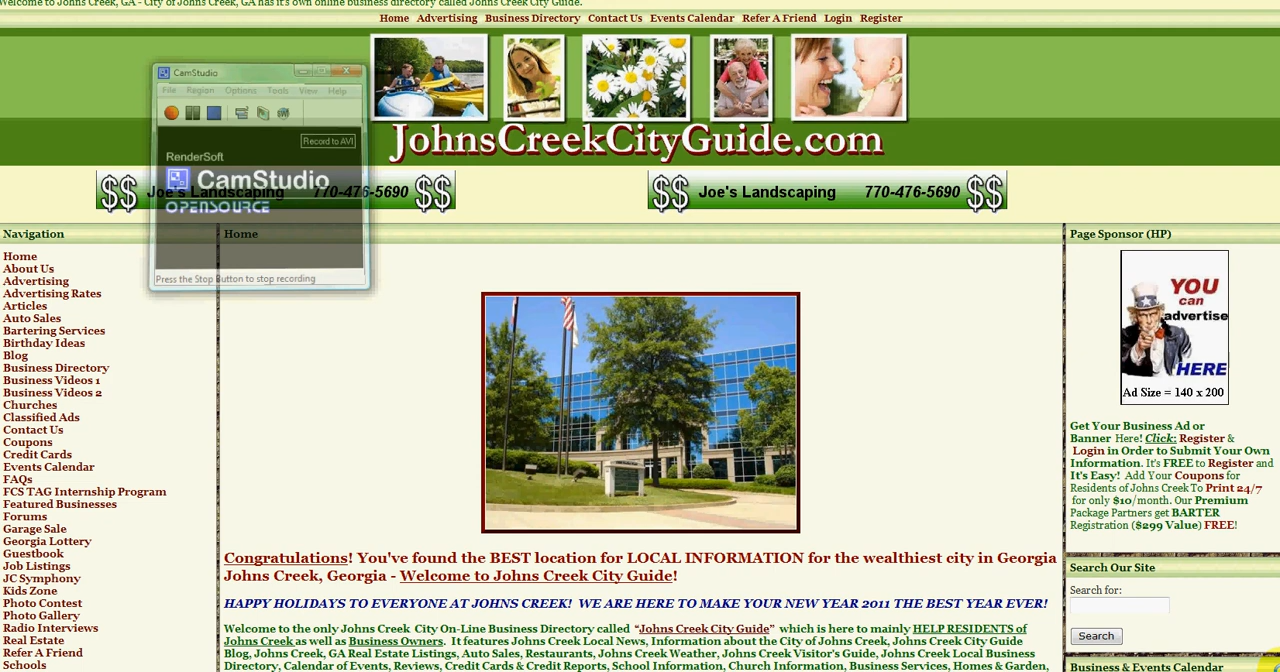 Welcome to Johns Creek, GA - City of Johns Creek, GA has it's own online business directory called Johns Creek City Guide.
Home Advertising Business Directory Contact Us Events Calendar Refer A Friend Login Register
CamStudio
File Region Options Tools View Help
Record to AVI
RenderSoft
CamStudio
OPENSOURCE
Press the Stop Button to stop recording
JohnsCreekCityGuide.com
$$ Joe's Landscaping 770-476-5690 $$
$$ Joe's Landscaping 770-476-5690 $$
Navigation
Home
About Us
Advertising
Advertising Rates
Articles
Auto Sales
Bartering Services
Birthday Ideas
Blog
Business Directory
Business Videos 1
Business Videos 2
Churches
Classified Ads
Contact Us
Coupons
Credit Cards
Events Calendar
FAQs
FCS TAG Internship Program
Featured Businesses
Forums
Garage Sale
Georgia Lottery
Guestbook
Job Listings
JC Symphony
Kids Zone
Photo Contest
Photo Gallery
Radio Interviews
Real Estate
Refer A Friend
Schools
Home
Congratulations! You've found the BEST location for LOCAL INFORMATION for the wealthiest city in Georgia
Johns Creek, Georgia - Welcome to Johns Creek City Guide!
HAPPY HOLIDAYS TO EVERYONE AT JOHNS CREEK! WE ARE HERE TO MAKE YOUR NEW YEAR 2011 THE BEST YEAR EVER!
Welcome to the only Johns Creek City On-Line Business Directory called "Johns Creek City Guide" which is here to mainly HELP RESIDENTS of
Johns Creek as well as Business Owners. It features Johns Creek Local News, Information about the City of Johns Creek, Johns Creek City Guide
Blog, Johns Creek, GA Real Estate Listings, Auto Sales, Restaurants, Johns Creek Weather, Johns Creek Visitor's Guide, Johns Creek Local Business
Directory, Calendar of Events, Reviews, Credit Cards & Credit Reports, School Information, Church Information, Business Services, Homes & Garden,
Page Sponsor (HP)
YOU
can
advertise
HERE
Ad Size = 140 x 200
Get Your Business Ad or
Banner Here! Click: Register &
Login in Order to Submit Your Own
Information. It's FREE to Register and
It's Easy! Add Your Coupons for
Residents of Johns Creek To Print 24/7
for only $10/month. Our Premium
Package Partners get BARTER
Registration ($299 Value) FREE!
Search Our Site
Search for:
Search
Business & Events Calendar